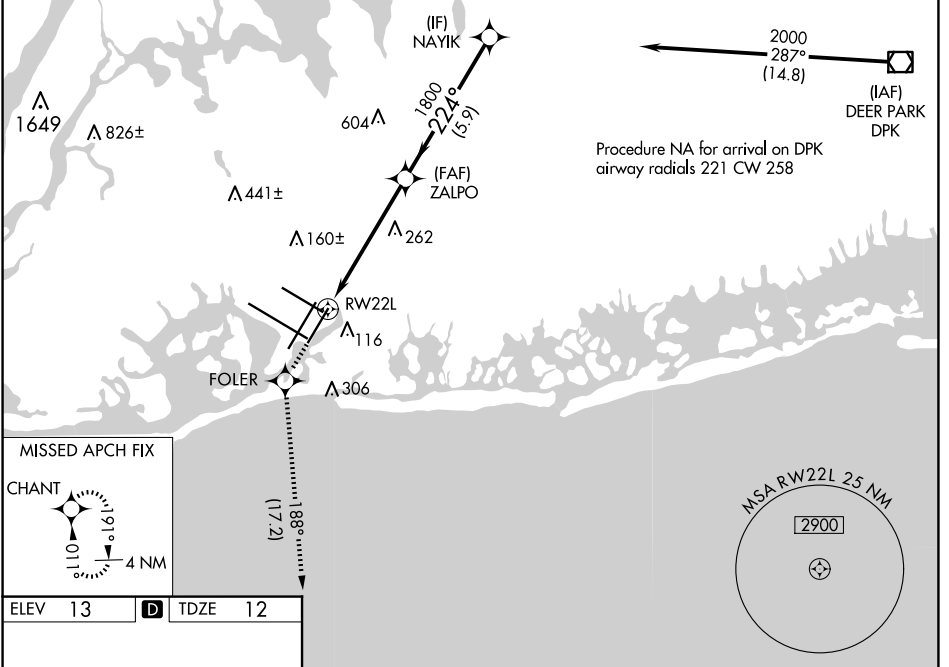 (IF)
NAYIK
2000
287°
(14.8)
(IAF)
DEER PARK
DPK
1649
826±
604
1800
224°
(5.9)
Procedure NA for arrival on DPK
airway radials 221 CW 258
(FAF)
ZALPO
441±
160±
262
RW22L
116
FOLER
306
MISSED APCH FIX
CHANT
191°
011°
4 NM
188°
(17.2)
MSA RW22L 25 NM
2900
ELEV 13 D TDZE 12